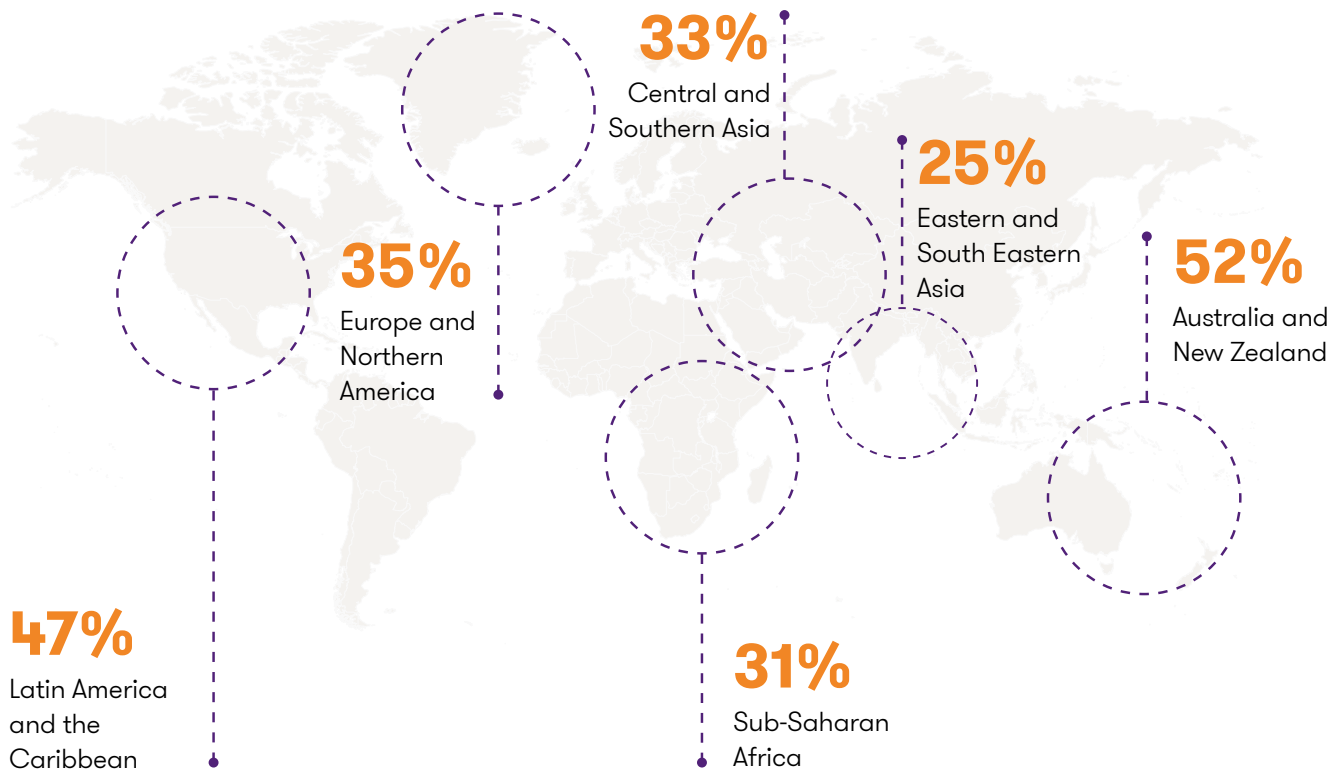 33%
Central and
Southern Asia
25%
Eastern and
South Eastern
Asia
35%
Europe and
Northern
America
52%
Australia and
New Zealand
47%
Latin America
and the
Caribbean
31%
Sub-Saharan
Africa